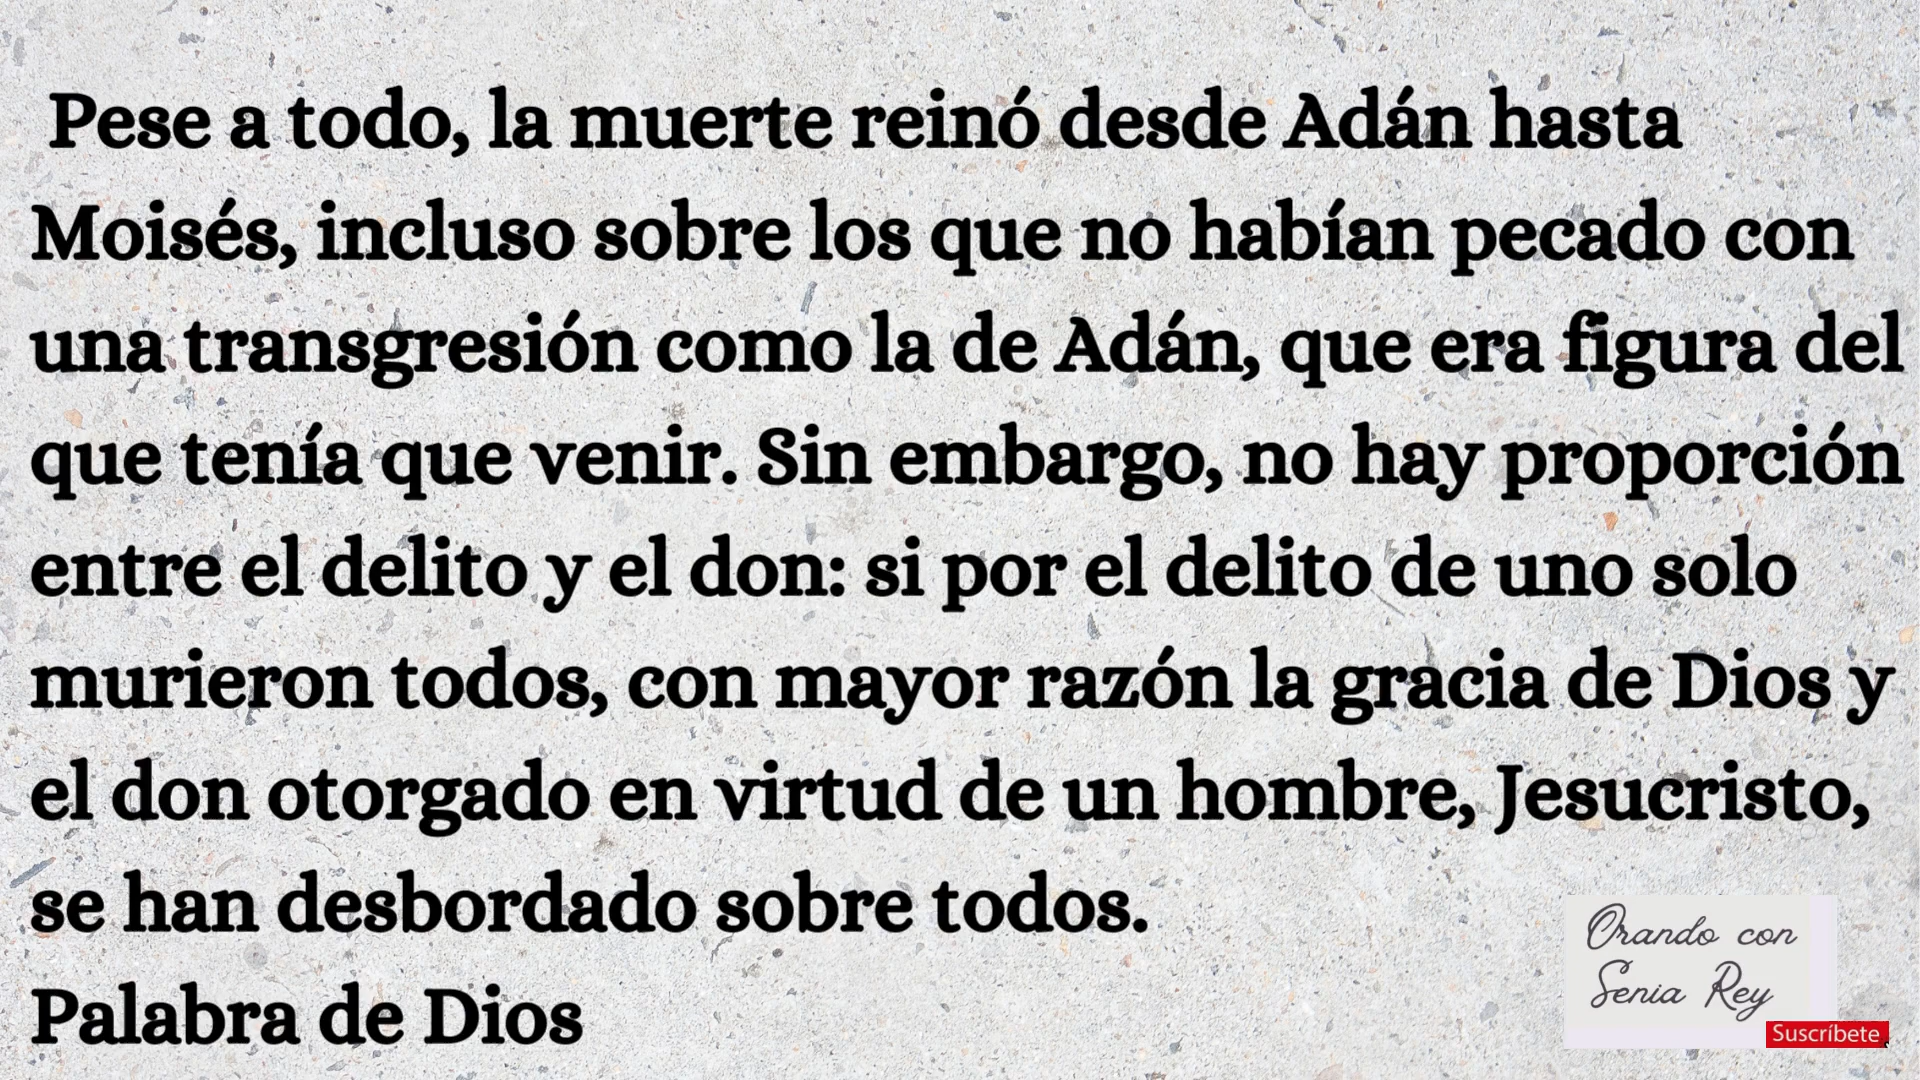 Pese a todo, la muerte reinó desde Adán hasta
Moisés, incluso sobre los que no habían pecado con
una transgresión como la de Adán, que era figura del
que tenía que venir. Sin embargo, no hay proporción
entre el delito y el don: si por el delito de uno solo
murieron todos, con mayor razón la gracia de Dios y
el don otorgado en virtud de un hombre, Jesucristo,
se han desbordado sobre todos.
Palabra de Dios
Orando con
Senia Rey
Suscríbete